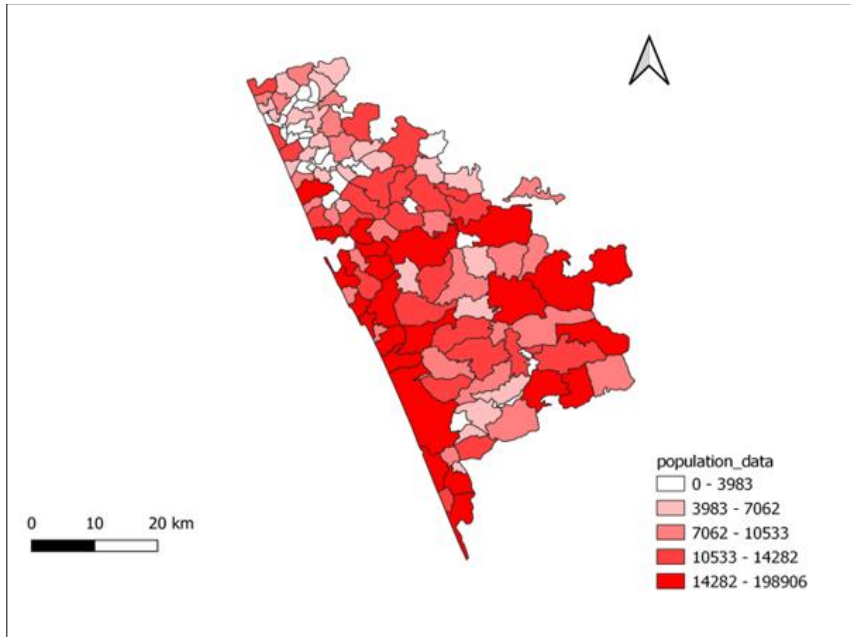 population_data
0 - 3983
3983 - 7062
7062 - 10533
10533 - 14282
14282 - 198906
0 10 20 km